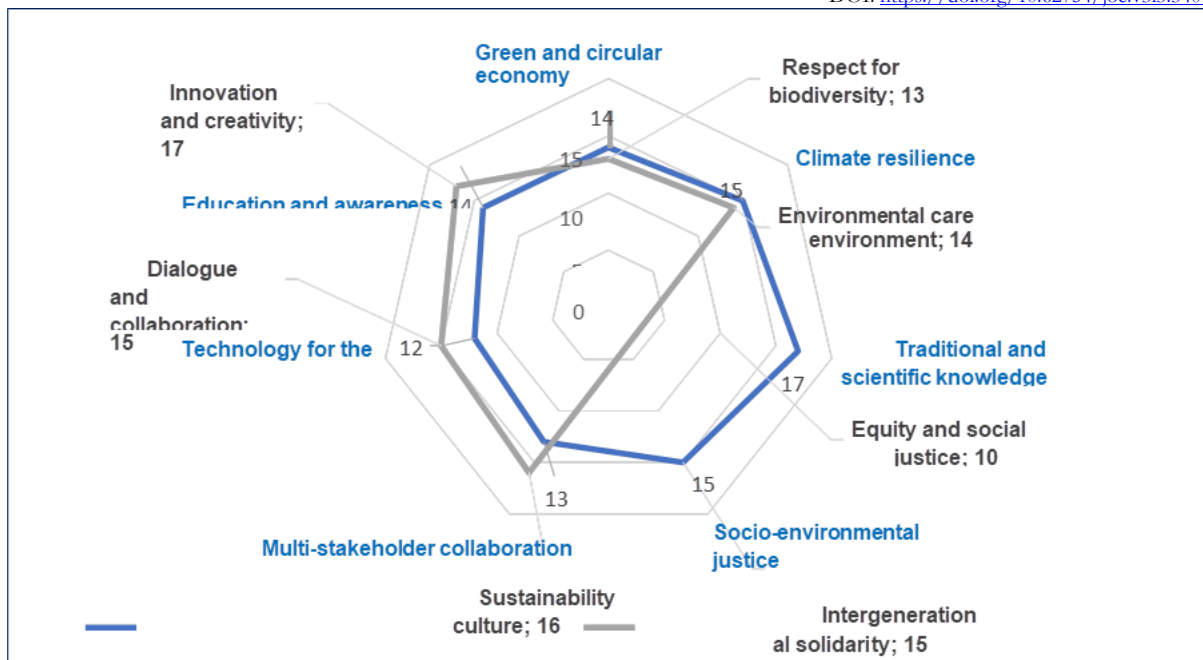 Green and circular
economy
Respect for
biodiversity; 13
Innovation
and creativity;
17
14
Climate resilience
15
15
Education and awareness
14
Environmental care
environment; 14
10
Dialogue
and
collaboration;
15
0
Technology for the
12
Traditional and
scientific knowledge
17
Equity and social
justice; 10
15
13
Socio-environmental
justice
Multi-stakeholder collaboration
Sustainability
culture; 16
Intergeneration
al solidarity; 15